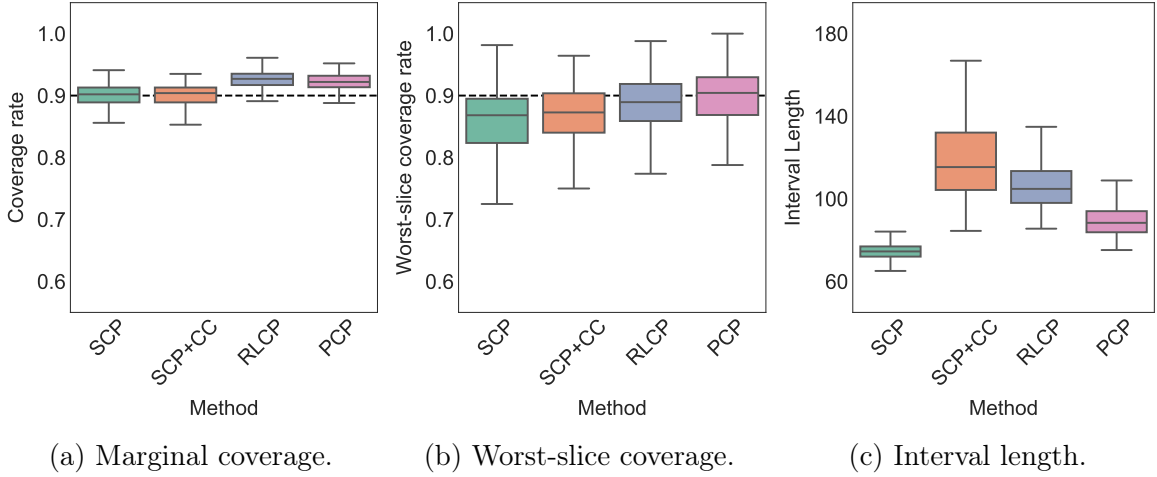 Coverage rate
1.0
0.9
0.8
0.7
0.6
SCP
SCP+CC
RLCP
PCP
Method
(a) Marginal coverage.
Worst-slice coverage rate
1.0
0.9
0.8
0.7
0.6
SCP
SCP+CC
RLCP
PCP
Method
(b) Worst-slice coverage.
Interval Length
180
140
100
60
SCP
SCP+CC
RLCP
PCP
Method
(c) Interval length.